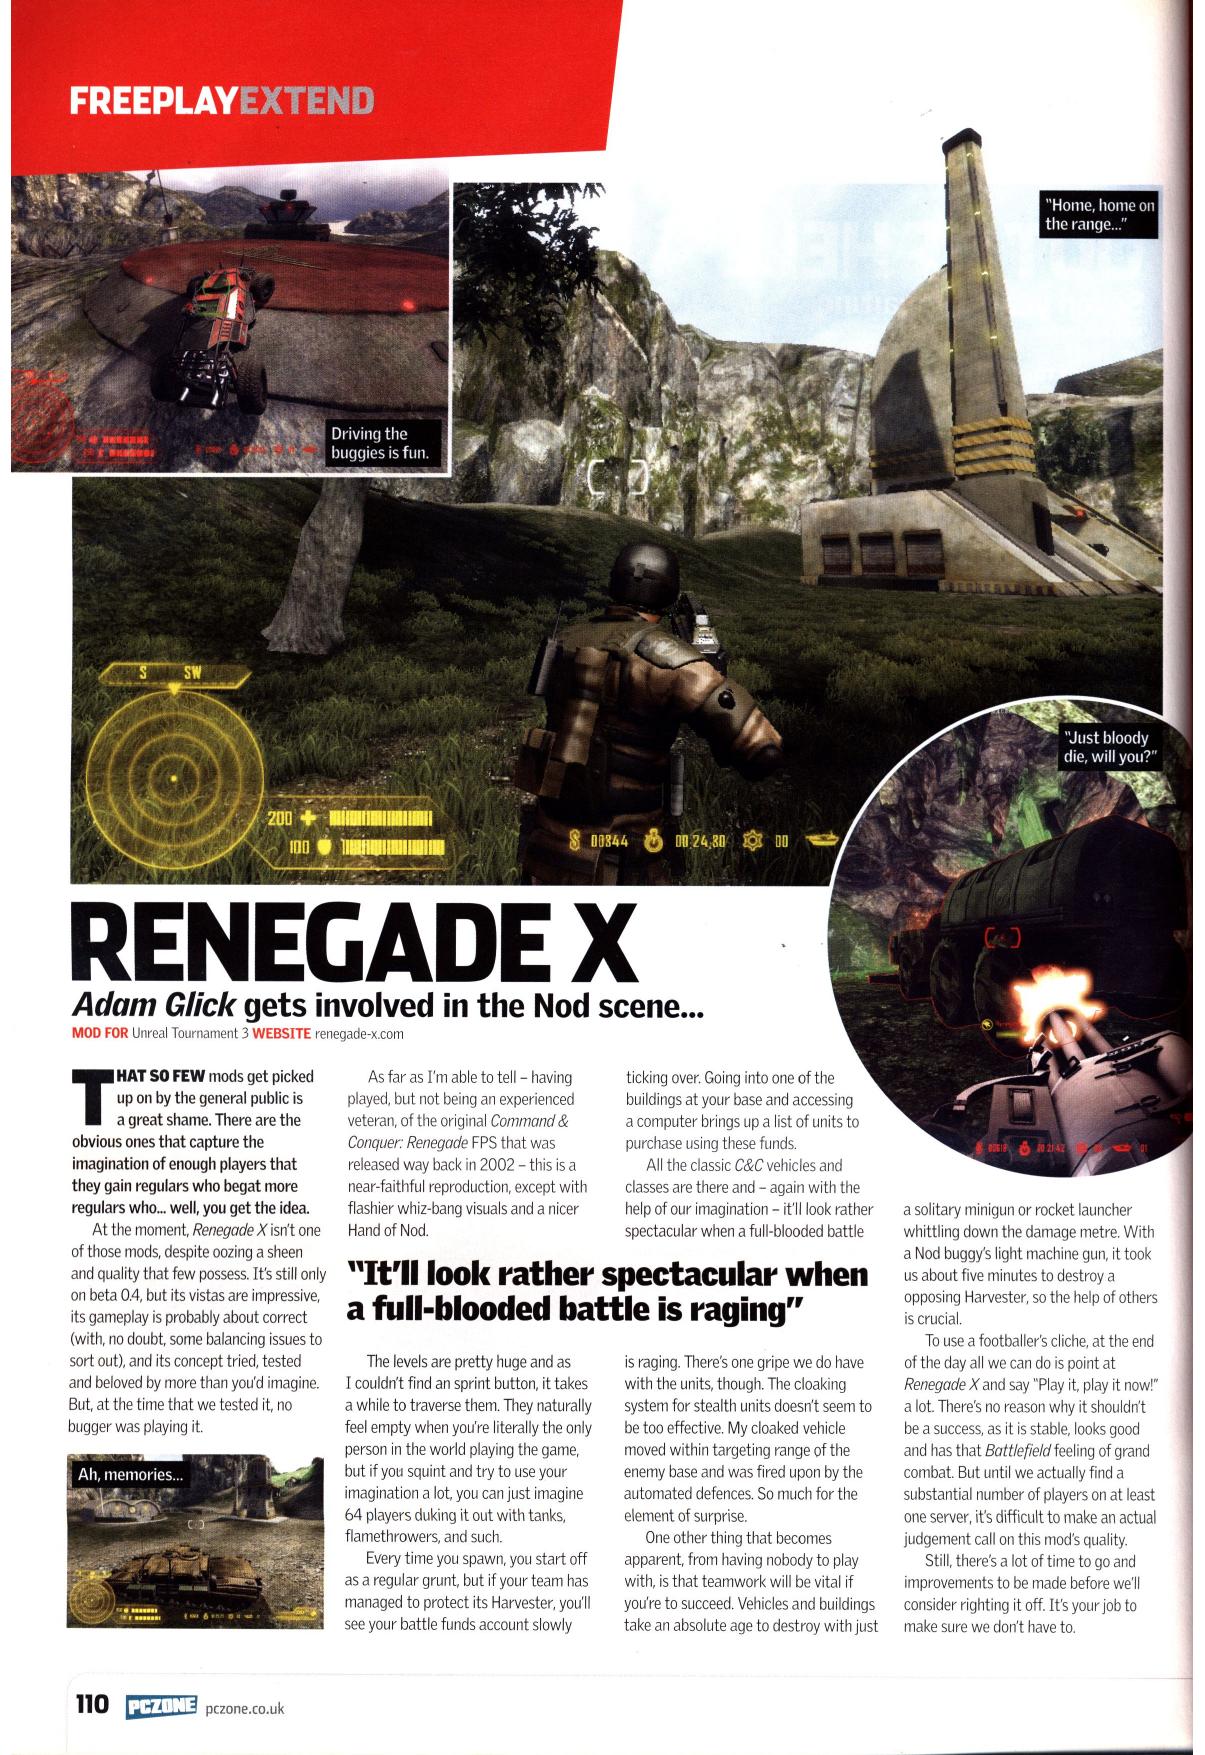 FREEPLAYEXTEND
"Home, home on
the range..."
Driving the
buggies is fun.
S SW
200
100
00844 00:24:80 00
"Just bloody
die, will you?"
RENEGADE X
Adam Glick gets involved in the Nod scene...
MOD FOR Unreal Tournament 3 WEBSITE renegade-x.com
THAT SO FEW mods get picked
up on by the general public is
a great shame. There are the
obvious ones that capture the
imagination of enough players that
they gain regulars who begat more
regulars who... well, you get the idea.
At the moment, Renegade X isn't one
of those mods, despite oozing a sheen
and quality that few possess. It's still only
on beta 0.4, but its vistas are impressive,
its gameplay is probably about correct
(with, no doubt, some balancing issues to
sort out), and its concept tried, tested
and beloved by more than you'd imagine.
But, at the time that we tested it, no
bugger was playing it.
Ah, memories...
As far as I'm able to tell – having
played, but not being an experienced
veteran, of the original Command &
Conquer: Renegade FPS that was
released way back in 2002 – this is a
near-faithful reproduction, except with
flashier whiz-bang visuals and a nicer
Hand of Nod.
"It'll look rather spectacular when
a full-blooded battle is raging"
The levels are pretty huge and as
I couldn't find an sprint button, it takes
a while to traverse them. They naturally
feel empty when you're literally the only
person in the world playing the game,
but if you squint and try to use your
imagination a lot, you can just imagine
64 players duking it out with tanks,
flamethrowers, and such.
Every time you spawn, you start off
as a regular grunt, but if your team has
managed to protect its Harvester, you'll
see your battle funds account slowly
ticking over. Going into one of the
buildings at your base and accessing
a computer brings up a list of units to
purchase using these funds.
All the classic C&C vehicles and
classes are there and – again with the
help of our imagination – it'll look rather
spectacular when a full-blooded battle
is raging. There's one gripe we do have
with the units, though. The cloaking
system for stealth units doesn't seem to
be too effective. My cloaked vehicle
moved within targeting range of the
enemy base and was fired upon by the
automated defences. So much for the
element of surprise.
One other thing that becomes
apparent, from having nobody to play
with, is that teamwork will be vital if
you're to succeed. Vehicles and buildings
take an absolute age to destroy with just
a solitary minigun or rocket launcher
whittling down the damage metre. With
a Nod buggy's light machine gun, it took
us about five minutes to destroy a
opposing Harvester, so the help of others
is crucial.
To use a footballer's cliche, at the end
of the day all we can do is point at
Renegade X and say "Play it, play it now!"
a lot. There's no reason why it shouldn't
be a success, as it is stable, looks good
and has that Battlefield feeling of grand
combat. But until we actually find a
substantial number of players on at least
one server, it's difficult to make an actual
judgement call on this mod's quality.
Still, there's a lot of time to go and
improvements to be made before we'll
consider righting it off. It's your job to
make sure we don't have to.
110 PCZONE pczone.co.uk